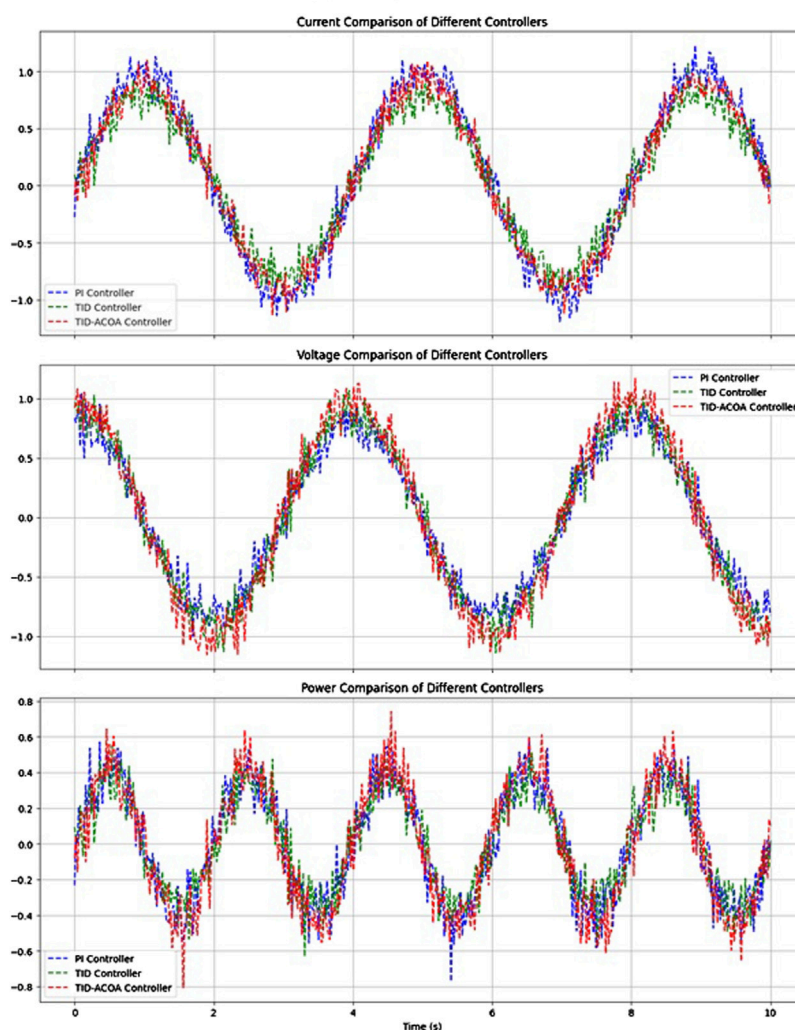 Current Comparison of Different Controllers
1.0
0.5
0.0
−0.5
−1.0
PI Controller
TID Controller
TID-ACOA Controller
Voltage Comparison of Different Controllers
PI Controller
TID Controller
TID-ACOA Controller
1.0
0.5
0.0
−0.5
−1.0
Power Comparison of Different Controllers
0.8
0.6
0.4
0.2
0.0
−0.2
−0.4
−0.6
−0.8
PI Controller
TID Controller
TID-ACOA Controller
0 2 4 6 8 10
Time (s)